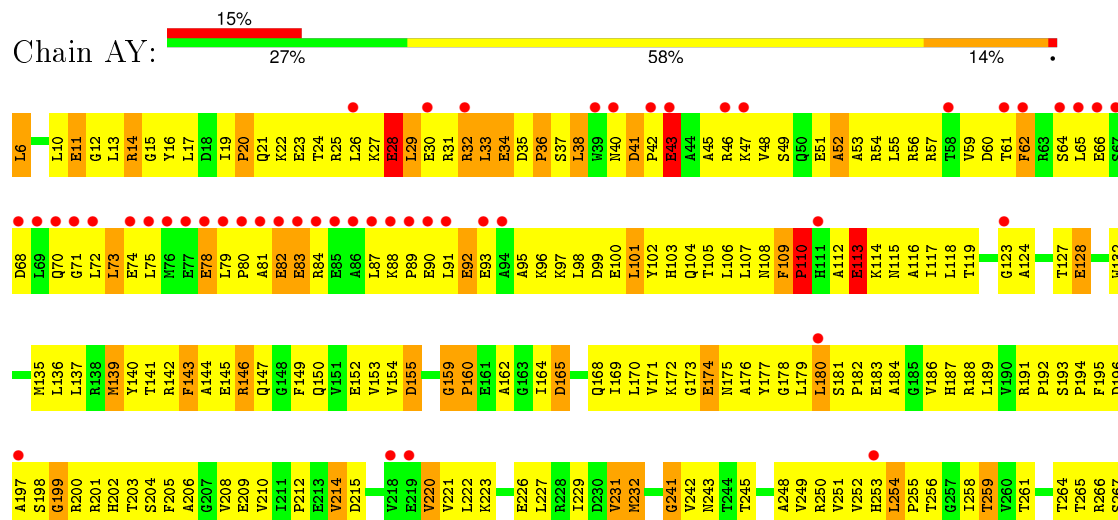 15%
Chain AY:
27% 58% 14% •
L6 L10 E11 G12 L13 R14 G15 Y16 L17 D18 I19 P20 Q21 K22 E23 T24 R25 L26 K27 E28 L29 E30 R31 R32 L33 E34 D35 P36 S37 L38 W39 N40 D41 P42 E43 A44 A45 R46 K47 V48 S49 Q50 E51 A52 A53 R54 L55 R56 R57 T58 V59 D60 T61 F62 R63 S64 L65 E66 S67
D68 L69 Q70 G71 L72 L73 E74 L75 M76 E77 E78 L79 P80 A81 E82 E83 R84 E85 A86 L87 K88 P89 E90 L91 E92 E93 A94 A95 K96 K97 L98 D99 E100 L101 Y102 H103 Q104 T105 L106 L107 N108 F109 P110 H111 A112 E113 K114 N115 A116 I117 L118 T119 G123 A124 T127 E128 W132
M135 L136 L137 R138 M139 Y140 T141 R142 F143 A144 E145 R146 Q147 G148 F149 Q150 V151 E152 V153 V154 D155 G159 P160 E161 A162 G163 I164 D165 Q168 I169 L170 V171 K172 G173 E174 N175 A176 Y177 G178 L179 L180 S181 P182 E183 A184 G185 V186 H187 R188 L189 V190 R191 P192 S193 P194 F195 D196
A197 S198 G199 R200 R201 H202 T203 S204 F205 A206 G207 V208 E209 V210 I211 P212 E213 V214 D215 V218 E219 V220 V221 L222 K223 E226 L227 R228 I229 D230 V231 M232 G241 V242 N243 T244 T245 A248 V249 R250 V251 V252 H253 L254 P255 T256 G257 I258 T259 V260 T261 T264 T265 R266 S267